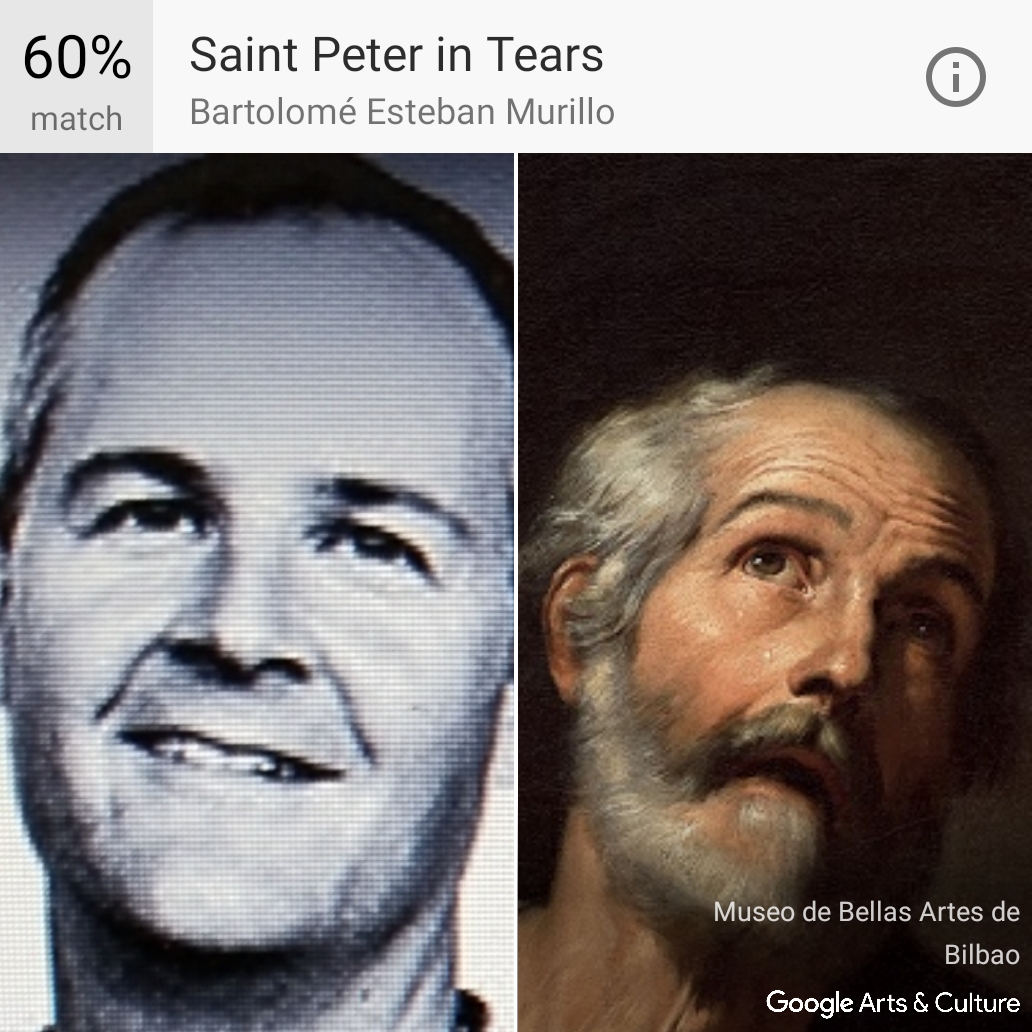 60%
match
Saint Peter in Tears
Bartolomé Esteban Murillo
Museo de Bellas Artes de
Bilbao
Google Arts & Culture